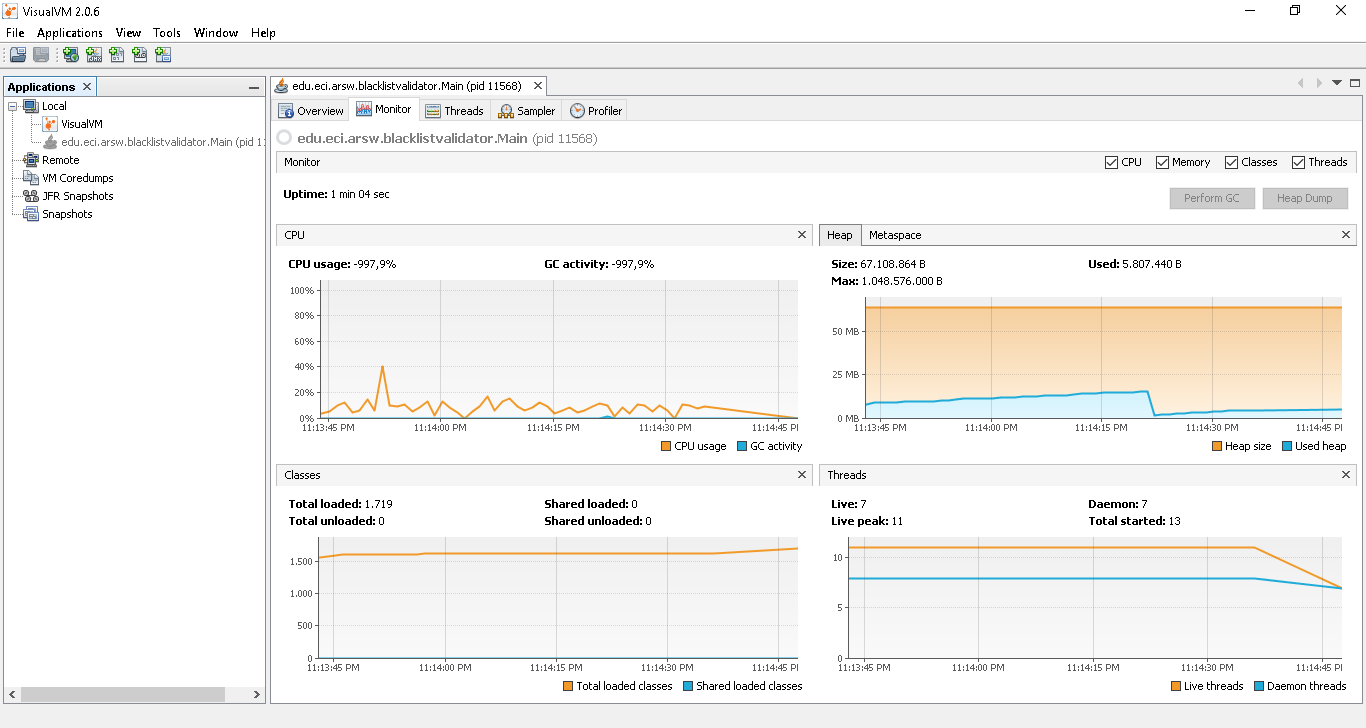 VisualVM 2.0.6
File Applications View Tools Window Help
Applications
Local
VisualVM
edu.eci.arsw.blacklistvalidator.Main (pid 1
Remote
VM Coredumps
JFR Snapshots
Snapshots
edu.eci.arsw.blacklistvalidator.Main (pid 11568)
Overview Monitor Threads Sampler Profiler
edu.eci.arsw.blacklistvalidator.Main (pid 11568)
Monitor CPU Memory Classes Threads
Uptime: 1 min 04 sec Perform GC Heap Dump
CPU
CPU usage: -997,9% GC activity: -997,9%
100%
80%
60%
40%
20%
0%
11:13:45 PM 11:14:00 PM 11:14:15 PM 11:14:30 PM 11:14:45 P
CPU usage GC activity
Heap Metaspace
Size: 67.108.864 B Used: 5.807.440 B
Max: 1.048.576.000 B
50 MB
25 MB
0 MB
11:13:45 PM 11:14:00 PM 11:14:15 PM 11:14:30 PM 11:14:45 P
Heap size Used heap
Classes
Total loaded: 1.719 Shared loaded: 0
Total unloaded: 0 Shared unloaded: 0
1.500
1.000
500
0
11:13:45 PM 11:14:00 PM 11:14:15 PM 11:14:30 PM 11:14:45 P
Total loaded classes Shared loaded classes
Threads
Live: 7 Daemon: 7
Live peak: 11 Total started: 13
10
5
0
11:13:45 PM 11:14:00 PM 11:14:15 PM 11:14:30 PM 11:14:45 P
Live threads Daemon threads